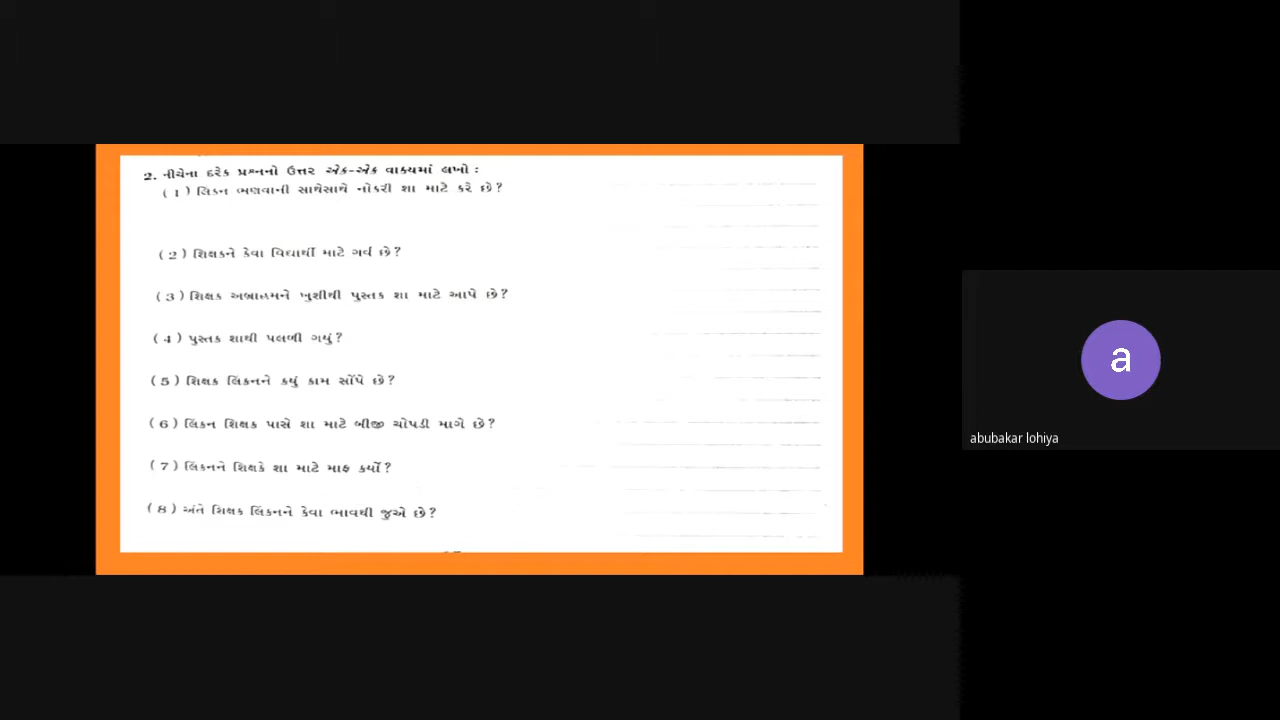 2. નીચેના દરેક પ્રશ્નનો ઉત્તર એક-એક વાક્યમાં લખો :
(1) લિંકન ભણવાની સાથેસાથે નોકરી શા માટે કરે છે?
(2) શિક્ષકને કેવા વિદ્યાર્થી માટે ગર્વ છે?
(3) શિક્ષક અબ્રાહમને ખુશીથી પુસ્તક શા માટે આપે છે?
(4) પુસ્તક શાથી પલળી ગયું?
(5) શિક્ષક લિંકનને કયું કામ સોંપે છે?
(6) લિંકન શિક્ષક પાસે શા માટે બીજી ચોપડી માગે છે?
(7) લિંકનને શિક્ષકે શા માટે માફ કર્યો?
(8) અંતે શિક્ષક લિંકનને કેવા ભાવથી જુએ છે?
a
abubakar lohiya